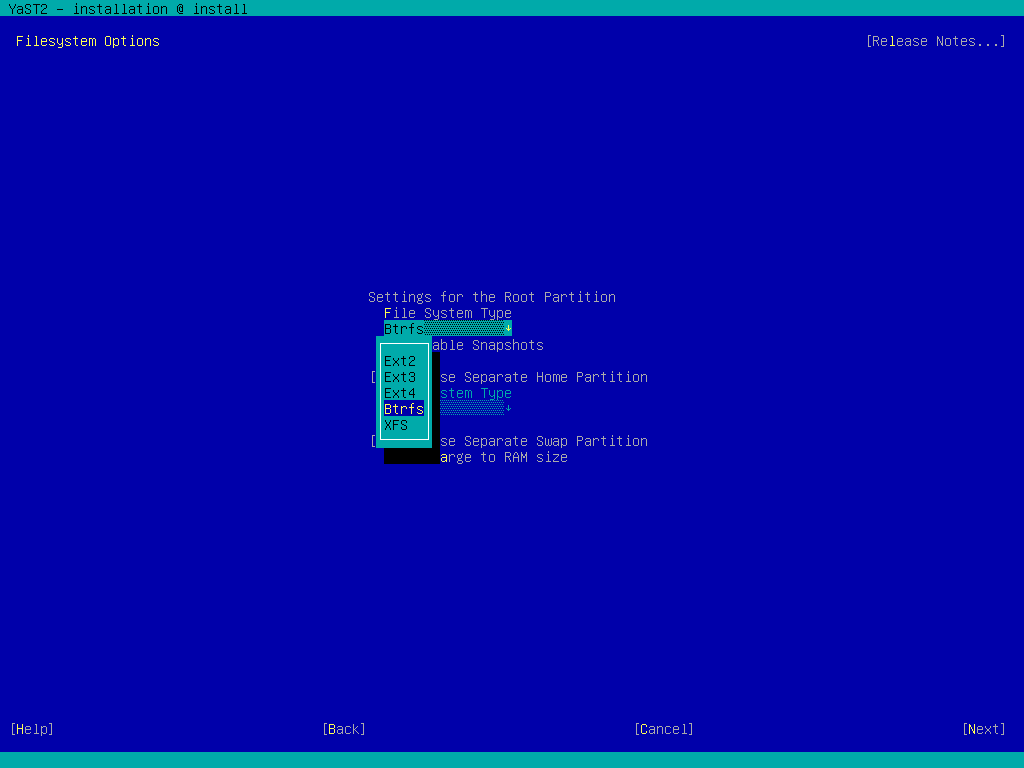 YaST2 - installation @ install
Filesystem Options [Release Notes...]
Settings for the Root Partition
File System Type
Btrfs↓
able Snapshots
Ext2
Ext3 [ se Separate Home Partition
Ext4 stem Type
Btrfs ↓
XFS
[ se Separate Swap Partition
arge to RAM size
[Help] [Back] [Cancel] [Next]